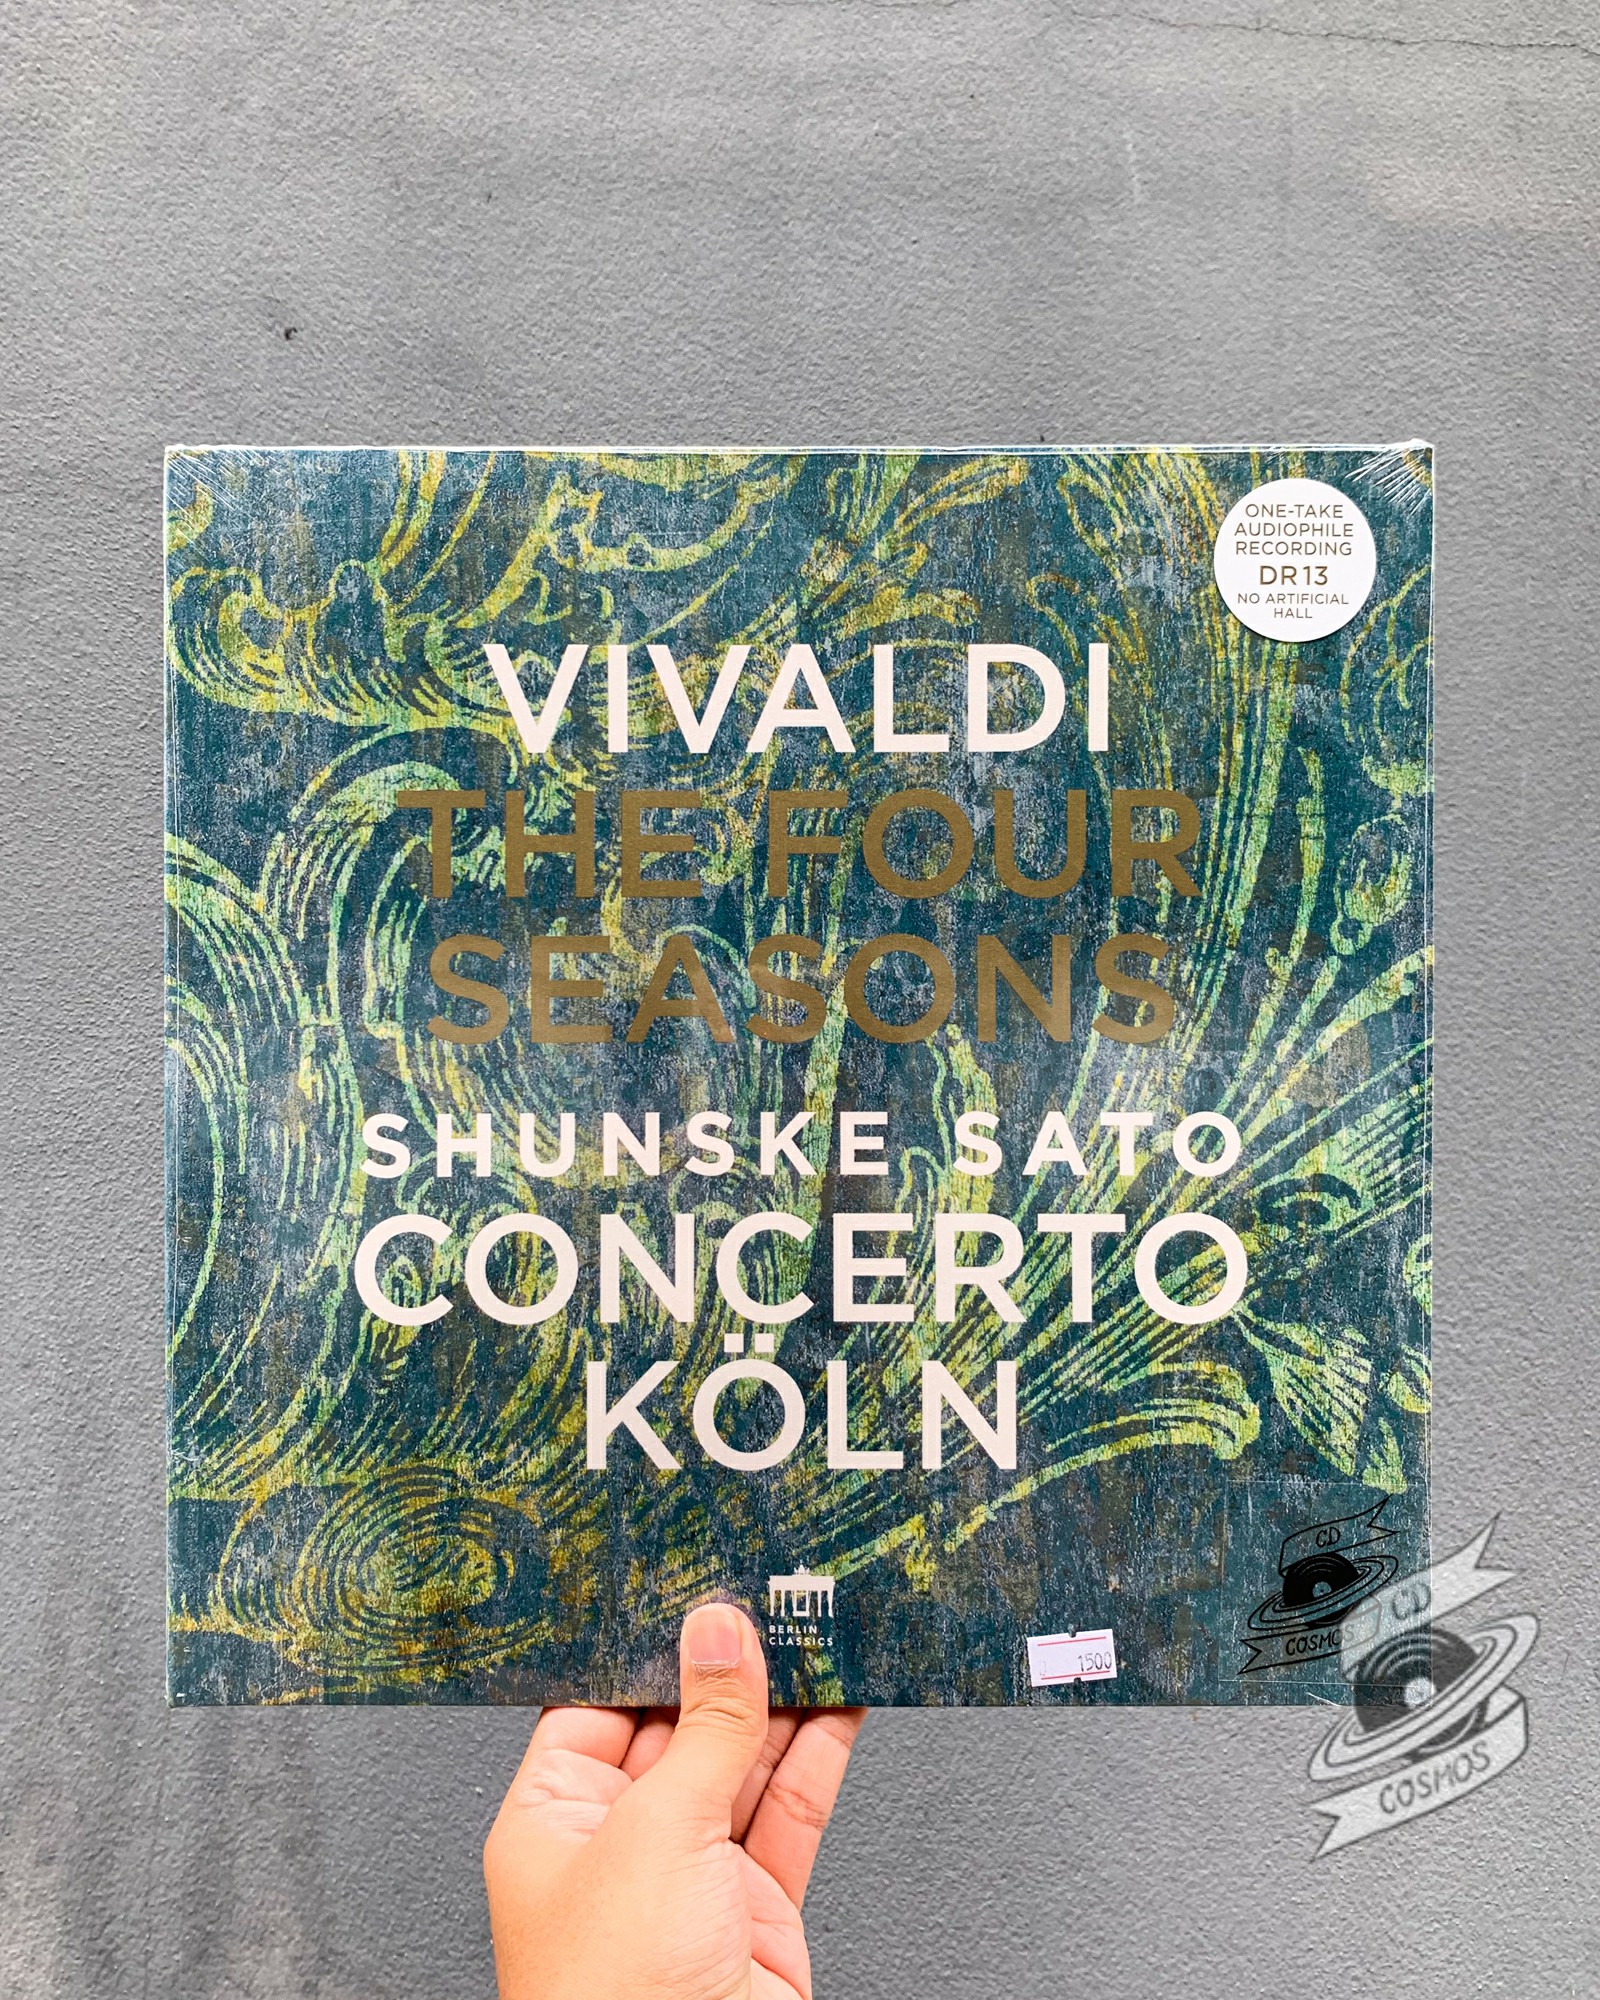 ONE-TAKE
AUDIOPHILE
RECORDING
DR13
NO ARTIFICIAL
HALL
VIVALDI
THE FOUR
SEASONS
SHUNSKE SATO
CONCERTO
KÖLN
BERLIN
CLASSICS
1500
CD
COSMOS
CD
COSMOS